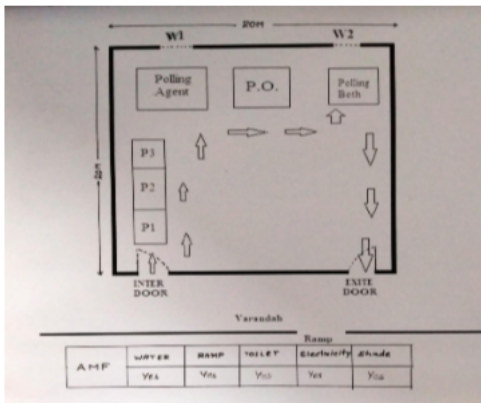 20m
W1
W2
Polling
Agent
P.O.
Polling
Both
P3
P2
P1
INTER
DOOR
EXITE
DOOR
Varandah
Ramp
AMF
WATER
RAMP
TOILET
Electricity
Shade
Yes
Yes
Yes
Yes
Yes